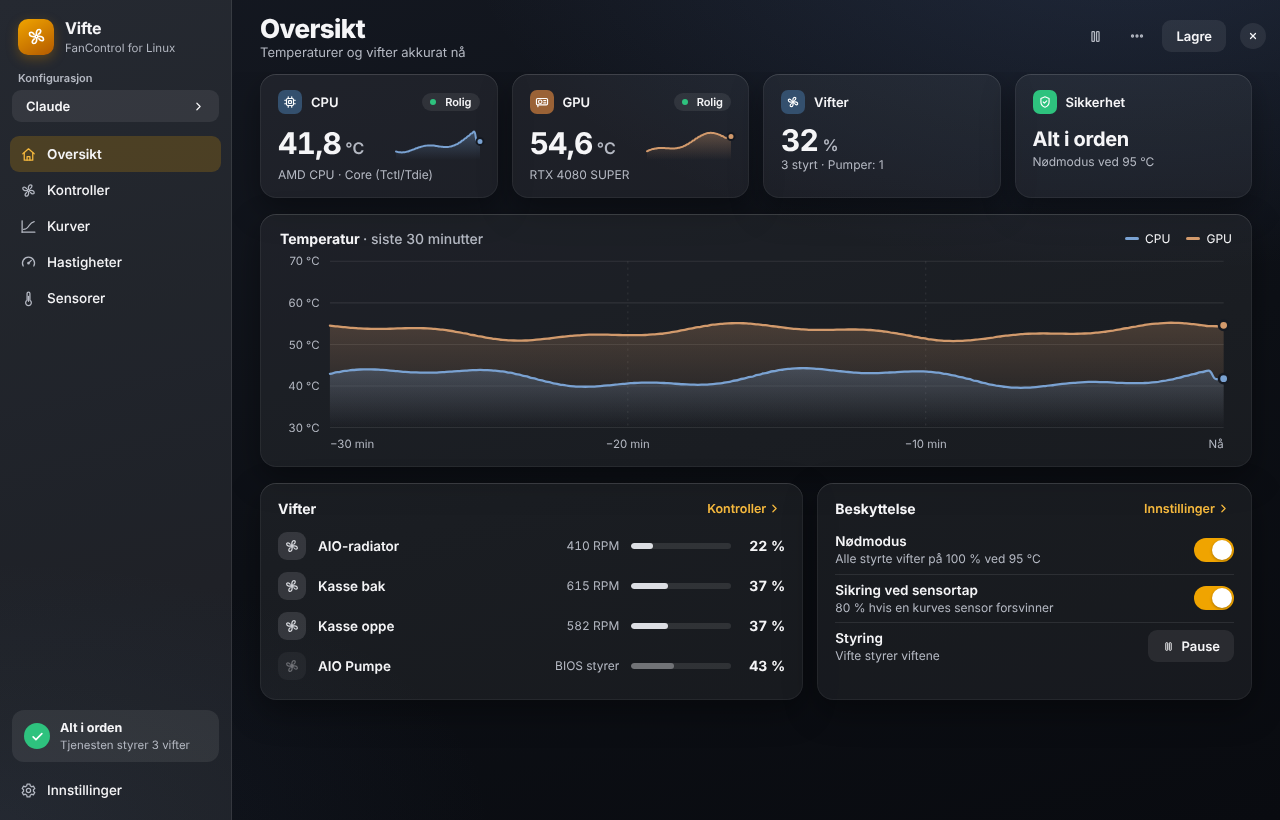 Vifte
FanControl for Linux
Konfigurasjon
Claude
Oversikt
Kontroller
Kurver
Hastigheter
Sensorer
Alt i orden
Tjenesten styrer 3 vifter
Innstillinger
Oversikt
Temperaturer og vifter akkurat nå
Lagre
CPU
Rolig
41,8 °C
AMD CPU · Core (Tctl/Tdie)
GPU
Rolig
54,6 °C
RTX 4080 SUPER
Vifter
32 %
3 styrt · Pumper: 1
Sikkerhet
Alt i orden
Nødmodus ved 95 °C
Temperatur · siste 30 minutter
CPU GPU
70 °C
60 °C
50 °C
40 °C
30 °C
−30 min −20 min −10 min Nå
Vifter Kontroller
AIO-radiator 410 RPM 22 %
Kasse bak 615 RPM 37 %
Kasse oppe 582 RPM 37 %
AIO Pumpe BIOS styrer 43 %
Beskyttelse Innstillinger
Nødmodus
Alle styrte vifter på 100 % ved 95 °C
Sikring ved sensortap
80 % hvis en kurves sensor forsvinner
Styring
Vifte styrer viftene
Pause